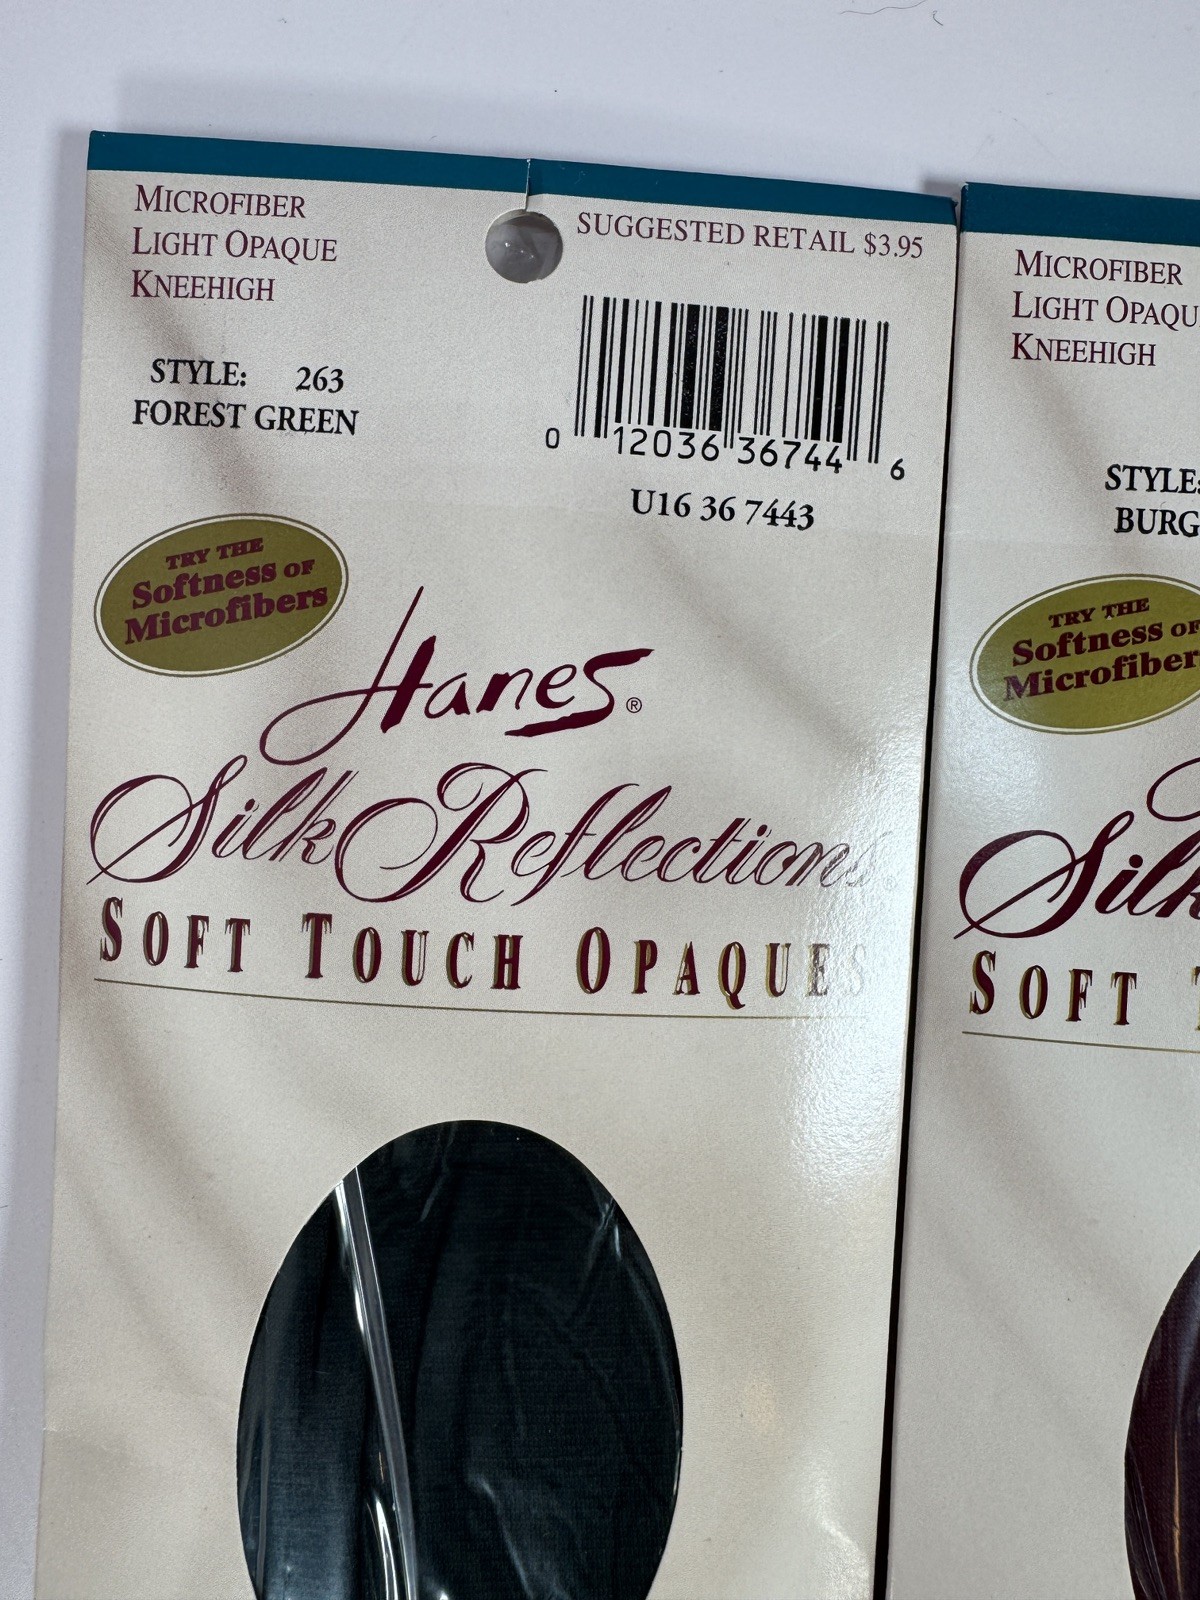 MICROFIBER
LIGHT OPAQUE
KNEEHIGH
SUGGESTED RETAIL $3.95
STYLE: 263
FOREST GREEN
0 12036 36744 6
U16 36 7443
TRY THE
Softness OF
Microfibers
Hanes®
Silk Reflections®
SOFT TOUCH OPAQUES
MICROFIBER
LIGHT OPAQU
KNEEHIGH
STYLE:
BURG
TRY THE
Softness OF
Microfiber
Silk
SOFT T